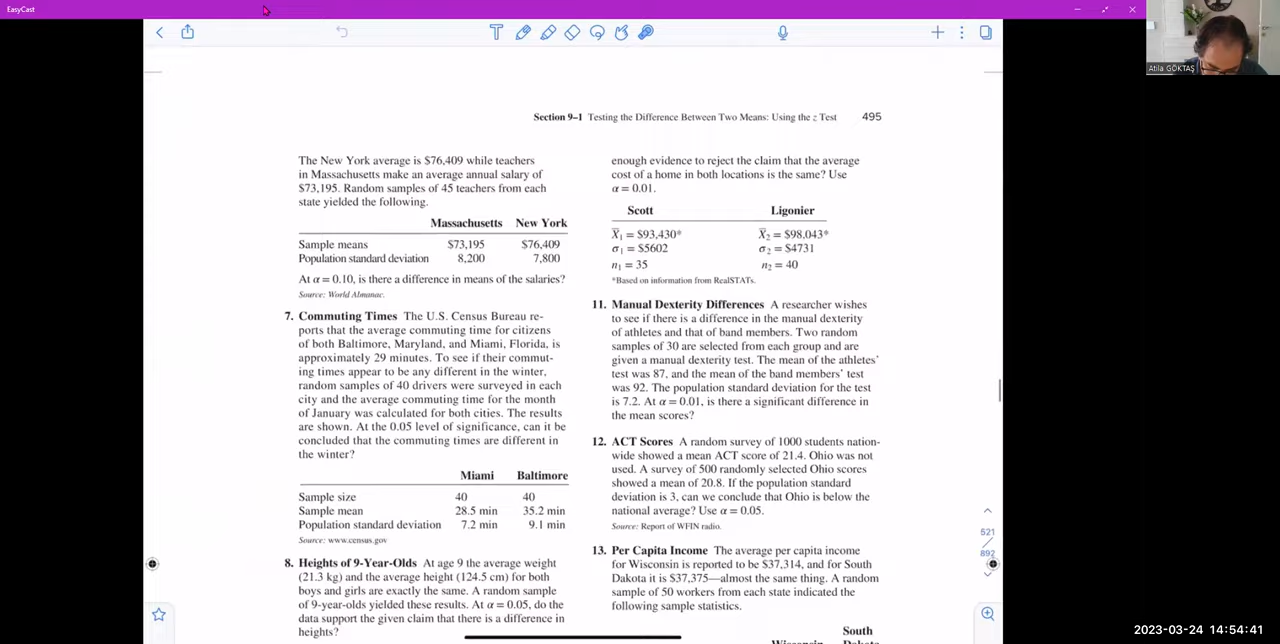 EasyCast
Atila GÖKTAŞ
Section 9–1 Testing the Difference Between Two Means: Using the z Test 495
The New York average is $76,409 while teachers
in Massachusetts make an average annual salary of
$73,195. Random samples of 45 teachers from each
state yielded the following.
Massachusetts New York
Sample means $73,195 $76,409
Population standard deviation 8,200 7,800
At α = 0.10, is there a difference in means of the salaries?
Source: World Almanac.
7. Commuting Times The U.S. Census Bureau re-
ports that the average commuting time for citizens
of both Baltimore, Maryland, and Miami, Florida, is
approximately 29 minutes. To see if their commut-
ing times appear to be any different in the winter,
random samples of 40 drivers were surveyed in each
city and the average commuting time for the month
of January was calculated for both cities. The results
are shown. At the 0.05 level of significance, can it be
concluded that the commuting times are different in
the winter?
Miami Baltimore
Sample size 40 40
Sample mean 28.5 min 35.2 min
Population standard deviation 7.2 min 9.1 min
Source: www.census.gov
8. Heights of 9-Year-Olds At age 9 the average weight
(21.3 kg) and the average height (124.5 cm) for both
boys and girls are exactly the same. A random sample
of 9-year-olds yielded these results. At α = 0.05, do the
data support the given claim that there is a difference in
heights?
enough evidence to reject the claim that the average
cost of a home in both locations is the same? Use
α = 0.01.
Scott Ligonier
X̄1 = $93,430* X̄2 = $98,043*
σ1 = $5602 σ2 = $4731
n1 = 35 n2 = 40
*Based on information from RealSTATs.
11. Manual Dexterity Differences A researcher wishes
to see if there is a difference in the manual dexterity
of athletes and that of band members. Two random
samples of 30 are selected from each group and are
given a manual dexterity test. The mean of the athletes’
test was 87, and the mean of the band members’ test
was 92. The population standard deviation for the test
is 7.2. At α = 0.01, is there a significant difference in
the mean scores?
12. ACT Scores A random survey of 1000 students nation-
wide showed a mean ACT score of 21.4. Ohio was not
used. A survey of 500 randomly selected Ohio scores
showed a mean of 20.8. If the population standard
deviation is 3, can we conclude that Ohio is below the
national average? Use α = 0.05.
Source: Report of WFIN radio.
13. Per Capita Income The average per capita income
for Wisconsin is reported to be $37,314, and for South
Dakota it is $37,375—almost the same thing. A random
sample of 50 workers from each state indicated the
following sample statistics.
South
Wisconsin Dakota
521
892
2023-03-24 14:54:41